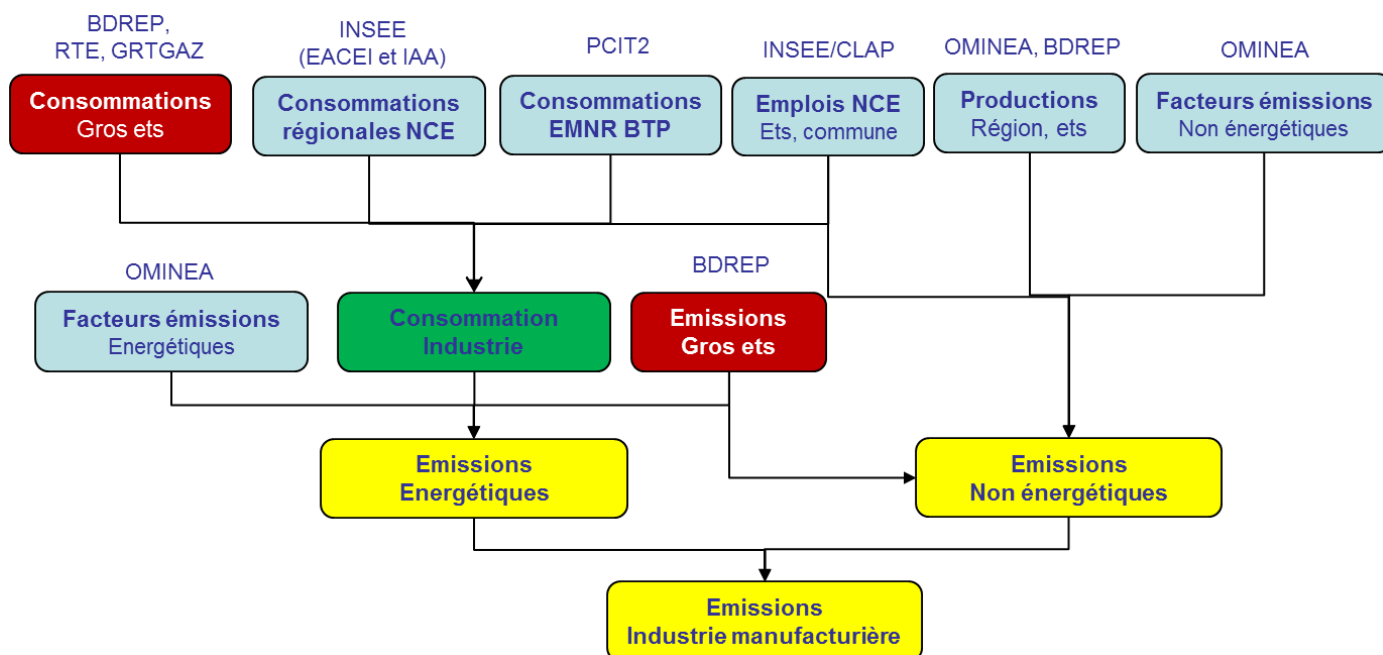 BDREP,
RTE, GRTGAZ
INSEE
(EACEI et IAA)
PCIT2
INSEE/CLAP
OMINEA, BDREP
OMINEA
Consommations
Gros ets
Consommations
régionales NCE
Consommations
EMNR BTP
Emplois NCE
Ets, commune
Productions
Région, ets
Facteurs émissions
Non énergétiques
OMINEA
BDREP
Facteurs émissions
Energétiques
Consommation
Industrie
Emissions
Gros ets
Emissions
Energétiques
Emissions
Non énergétiques
Emissions
Industrie manufacturière